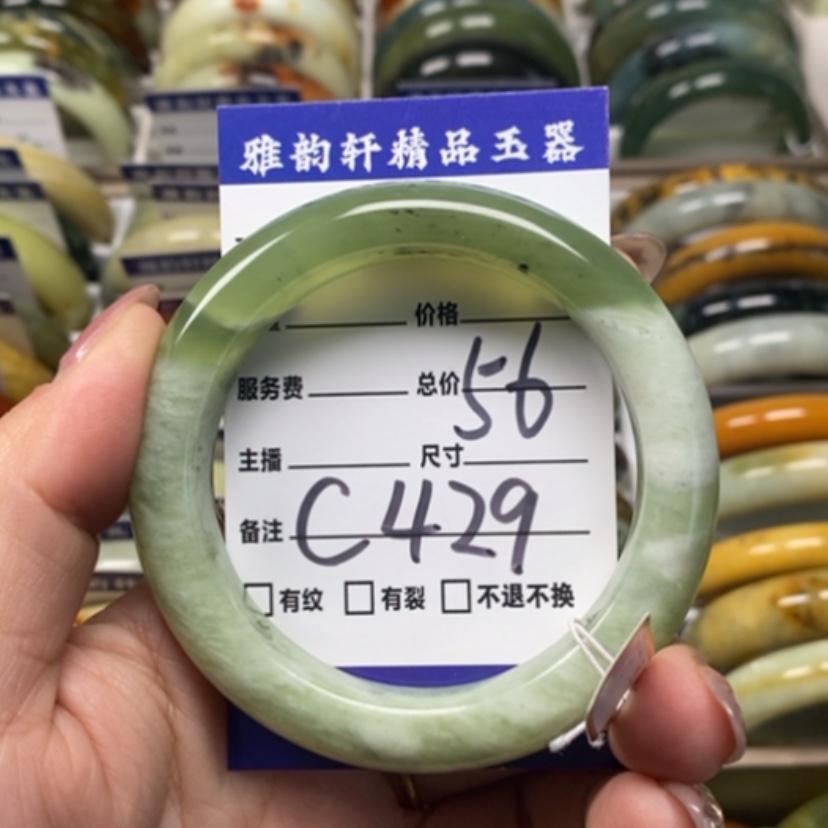 雅韵轩精品玉器
价格
服务费 总价 56
主播 尺寸
备注 C429
□有纹 □有裂 □不退不换